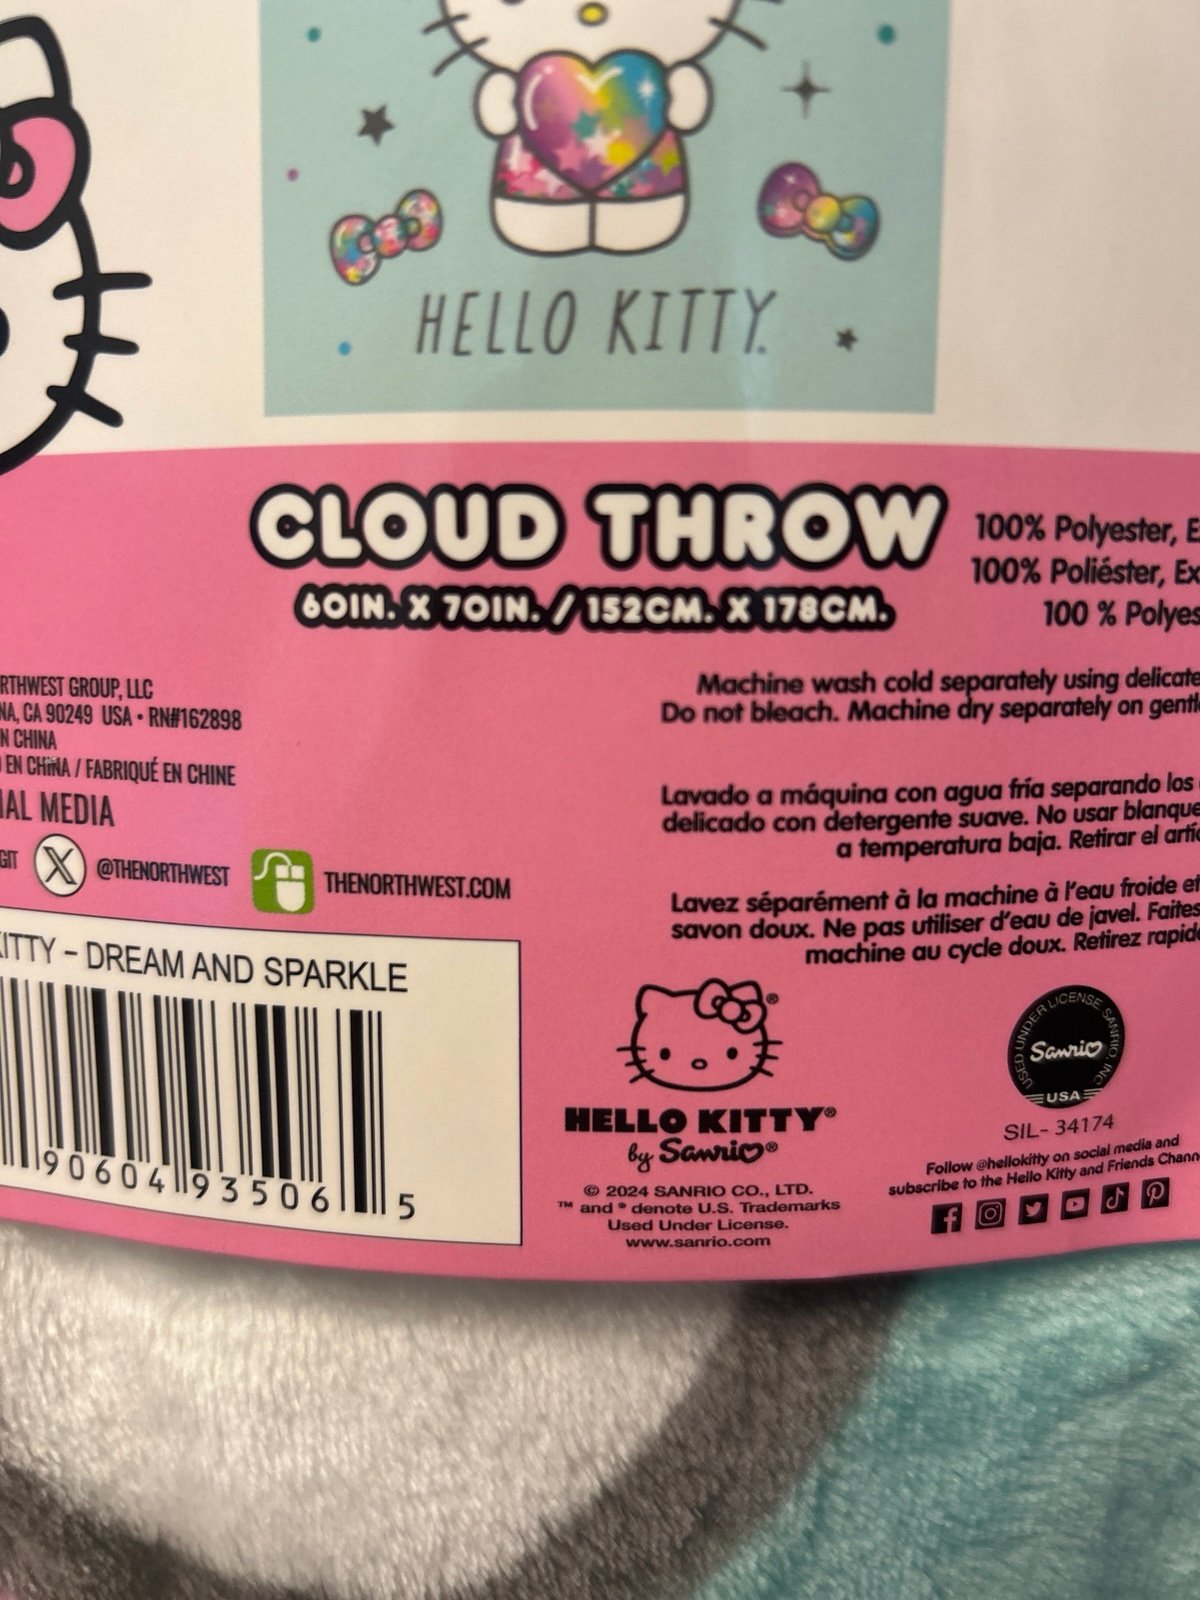 HELLO KITTY.
CLOUD THROW
60IN. X 70IN. / 152CM. X 178CM.
100% Polyester,
100% Poliéster,
100 %
GROUP, LLC
CA 90249 USA • RN#162898
CHINA
EN CHINA / FABRIQUÉ EN CHINE
MEDIA
@THENORTHWEST
THENORTHWEST.COM
Machine wash cold separately using
Do not bleach. Machine dry separately on
Lavado a máquina con agua fría separando los
delicado con detergente suave. No usar
a temperatura baja. Retirar el
Lavez séparément à la machine à l'eau froide et
savon doux. Ne pas utiliser d'eau de javel. Faites
machine au cycle doux. Retirez
– DREAM AND SPARKLE
90604 93506 5
®
HELLO KITTY®
by Sanrio®
© 2024 SANRIO CO., LTD.
™ and ® denote U.S. Trademarks
Used Under License.
www.sanrio.com
USED UNDER LICENSE SANRIO, INC.
Sanrio
USA
SIL- 34174
Follow @hellokitty on social media and
subscribe to the Hello Kitty and Friends